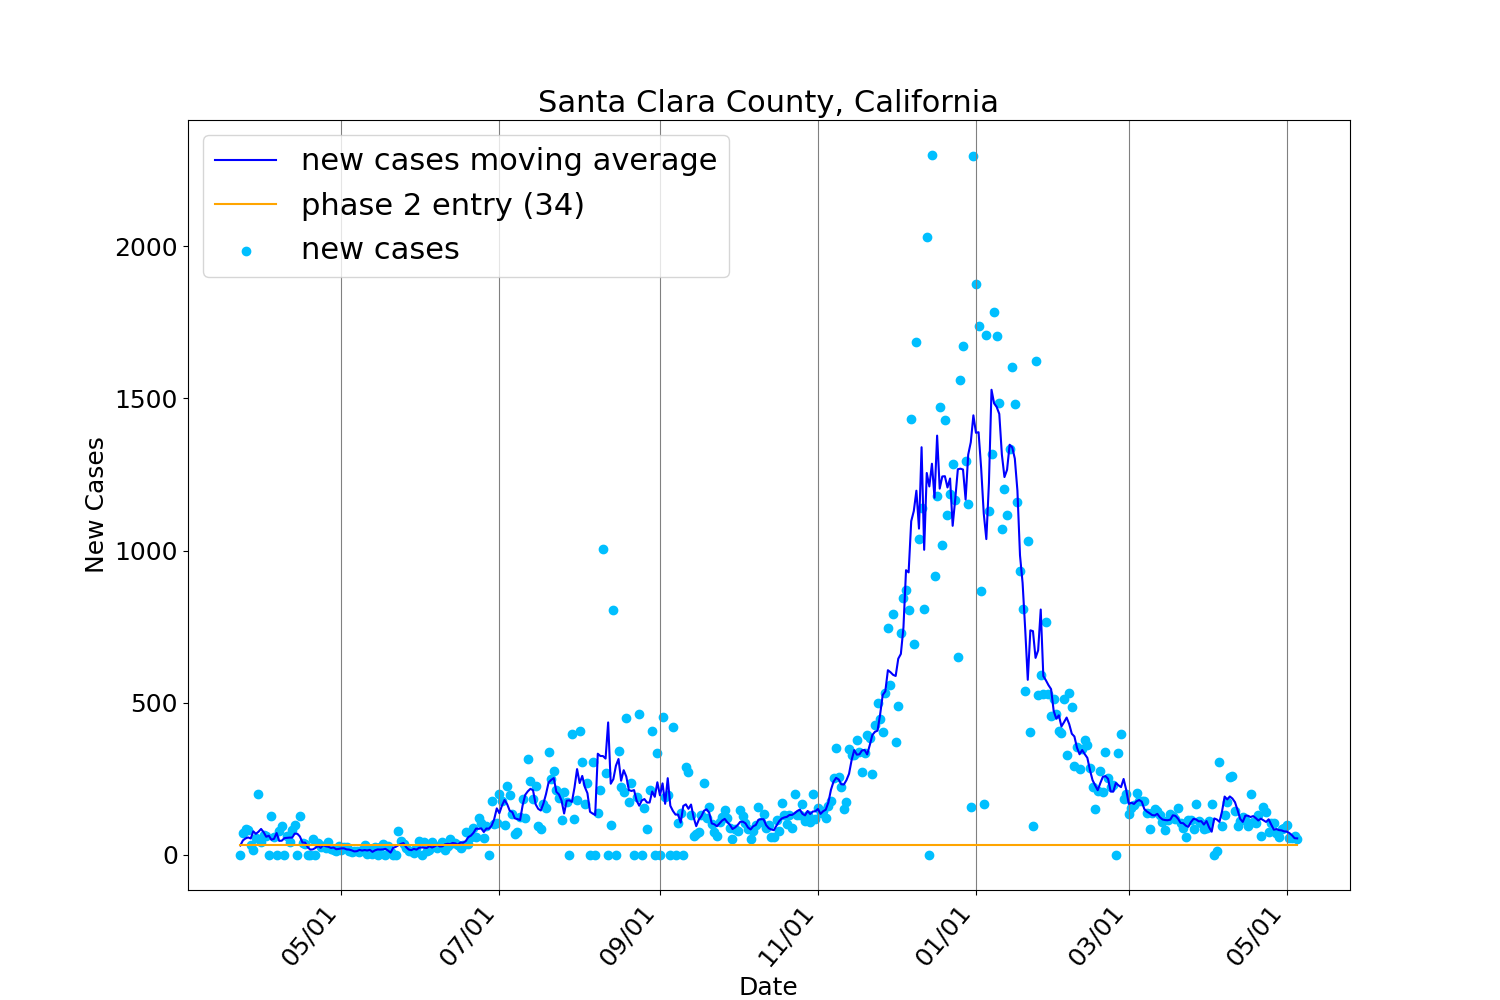 Santa Clara County, California
new cases moving average
phase 2 entry (34)
new cases
New Cases
2000
1500
1000
500
0
05/01
07/01
09/01
11/01
01/01
03/01
05/01
Date